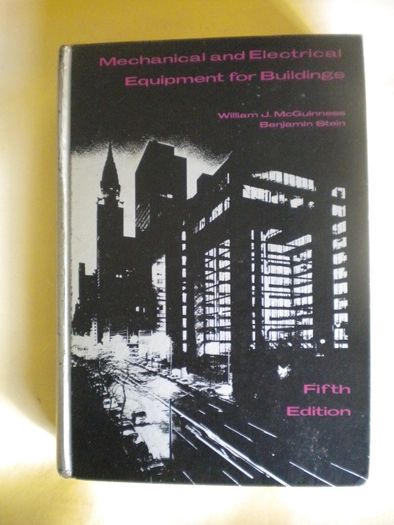 Mechanical and Electrical
Equipment for Buildings
William J. McGuinness
Benjamin Stein
Fifth
Edition